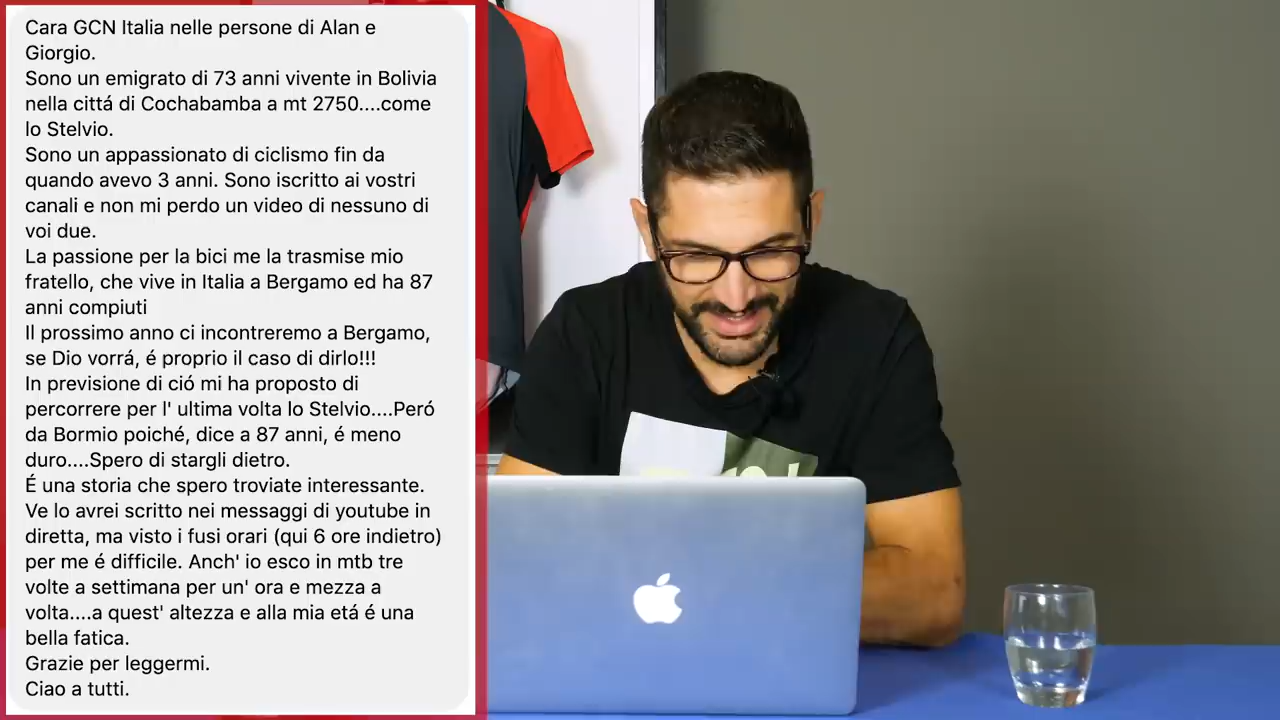 Cara GCN Italia nelle persone di Alan e
Giorgio.
Sono un emigrato di 73 anni vivente in Bolivia
nella cittá di Cochabamba a mt 2750....come
lo Stelvio.
Sono un appassionato di ciclismo fin da
quando avevo 3 anni. Sono iscritto ai vostri
canali e non mi perdo un video di nessuno di
voi due.
La passione per la bici me la trasmise mio
fratello, che vive in Italia a Bergamo ed ha 87
anni compiuti
Il prossimo anno ci incontreremo a Bergamo,
se Dio vorrá, é proprio il caso di dirlo!!!
In previsione di ció mi ha proposto di
percorrere per l' ultima volta lo Stelvio....Peró
da Bormio poiché, dice a 87 anni, é meno
duro....Spero di stargli dietro.
É una storia che spero troviate interessante.
Ve lo avrei scritto nei messaggi di youtube in
diretta, ma visto i fusi orari (qui 6 ore indietro)
per me é difficile. Anch' io esco in mtb tre
volte a settimana per un' ora e mezza a
volta....a quest' altezza e alla mia etá é una
bella fatica.
Grazie per leggermi.
Ciao a tutti.